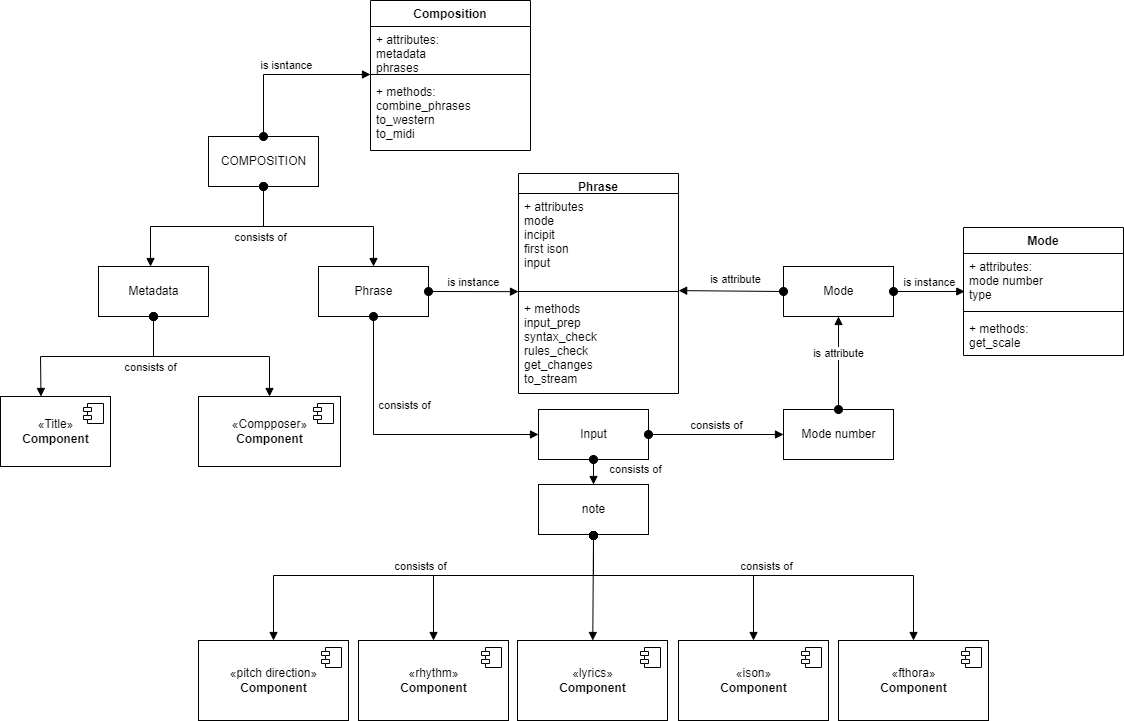 Composition
+ attributes:
metadata
phrases
+ methods:
combine_phrases
to_western
to_midi
is isntance
COMPOSITION
consists of
Metadata
Phrase
is instance
Phrase
+ attributes
mode
incipit
first ison
input
+ methods
input_prep
syntax_check
rules_check
get_changes
to_stream
is attribute
Mode
is instance
Mode
+ attributes:
mode number
type
+ methods:
get_scale
is attribute
consists of
«Title»
Component
«Compposer»
Component
consists of
Input
consists of
Mode number
consists of
note
consists of
consists of
«pitch direction»
Component
«rhythm»
Component
«lyrics»
Component
«ison»
Component
«fthora»
Component